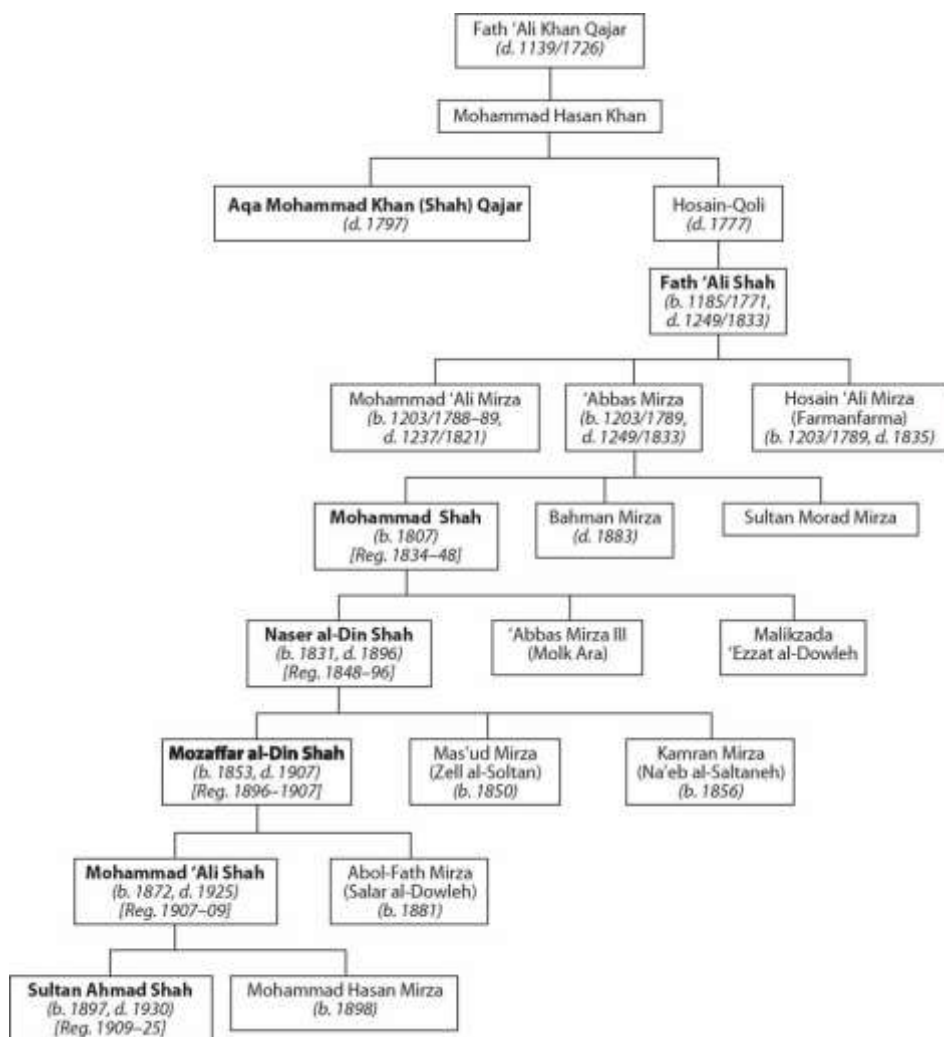 Fath ‘Ali Khan Qajar
(d. 1139/1726)
Mohammad Hasan Khan
Aqa Mohammad Khan (Shah) Qajar
(d. 1797)
Hosain-Qoli
(d. 1777)
Fath ‘Ali Shah
(b. 1185/1771,
d. 1249/1833)
Mohammad ‘Ali Mirza
(b. 1203/1788–89,
d. 1237/1821)
‘Abbas Mirza
(b. 1203/1789,
d. 1249/1833)
Hosain ‘Ali Mirza
(Farmanfarma)
(b. 1203/1789, d. 1835)
Mohammad Shah
(b. 1807)
[Reg. 1834–48]
Bahman Mirza
(d. 1883)
Sultan Morad Mirza
Naser al-Din Shah
(b. 1831, d. 1896)
[Reg. 1848–96]
‘Abbas Mirza III
(Molk Ara)
Malikzada
‘Ezzat al-Dowleh
Mozaffar al-Din Shah
(b. 1853, d. 1907)
[Reg. 1896–1907]
Mas‘ud Mirza
(Zell al-Soltan)
(b. 1850)
Kamran Mirza
(Na’eb al-Saltaneh)
(b. 1856)
Mohammad ‘Ali Shah
(b. 1872, d. 1925)
[Reg. 1907–09]
Abol-Fath Mirza
(Salar al-Dowleh)
(b. 1881)
Sultan Ahmad Shah
(b. 1897, d. 1930)
[Reg. 1909–25]
Mohammad Hasan Mirza
(b. 1898)